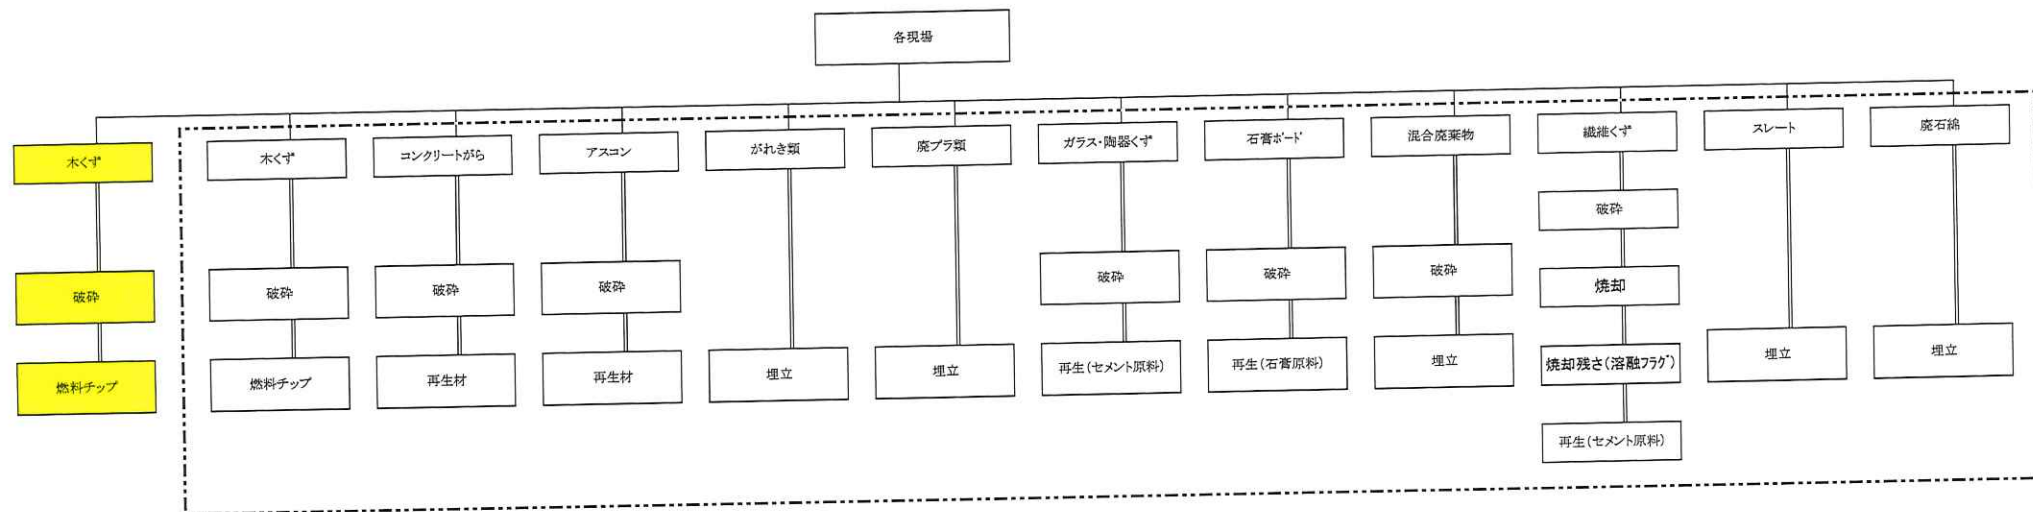 各現場
木くず
木くず
コンクリートがら
アスコン
がれき類
廃プラ類
ガラス・陶器くず
石膏ボード
混合廃棄物
繊維くず
スレート
廃石綿
破砕
破砕
破砕
破砕
破砕
破砕
破砕
破砕
焼却
燃料チップ
燃料チップ
再生材
再生材
埋立
埋立
再生(セメント原料)
再生(石膏原料)
埋立
焼却残さ(溶融フラグ)
埋立
埋立
再生(セメント原料)